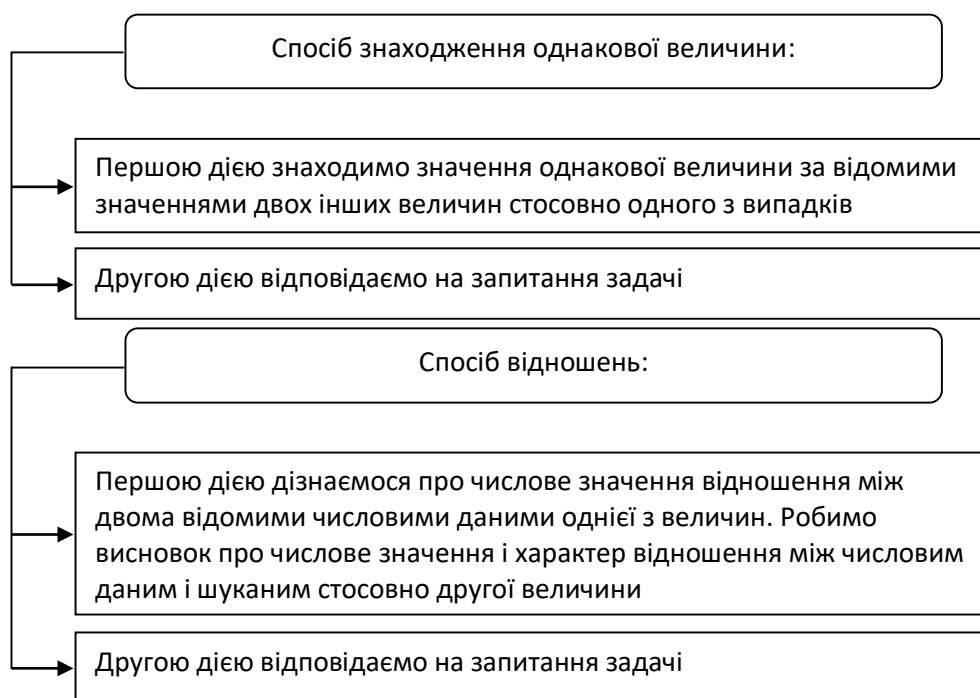 Спосіб знаходження однакової величини:
Першою дією знаходимо значення однакової величини за відомими
значеннями двох інших величин стосовно одного з випадків
Другою дією відповідаємо на запитання задачі
Спосіб відношень:
Першою дією дізнаємося про числове значення відношення між
двома відомими числовими даними однієї з величин. Робимо
висновок про числове значення і характер відношення між числовим
даним і шуканим стосовно другої величини
Другою дією відповідаємо на запитання задачі